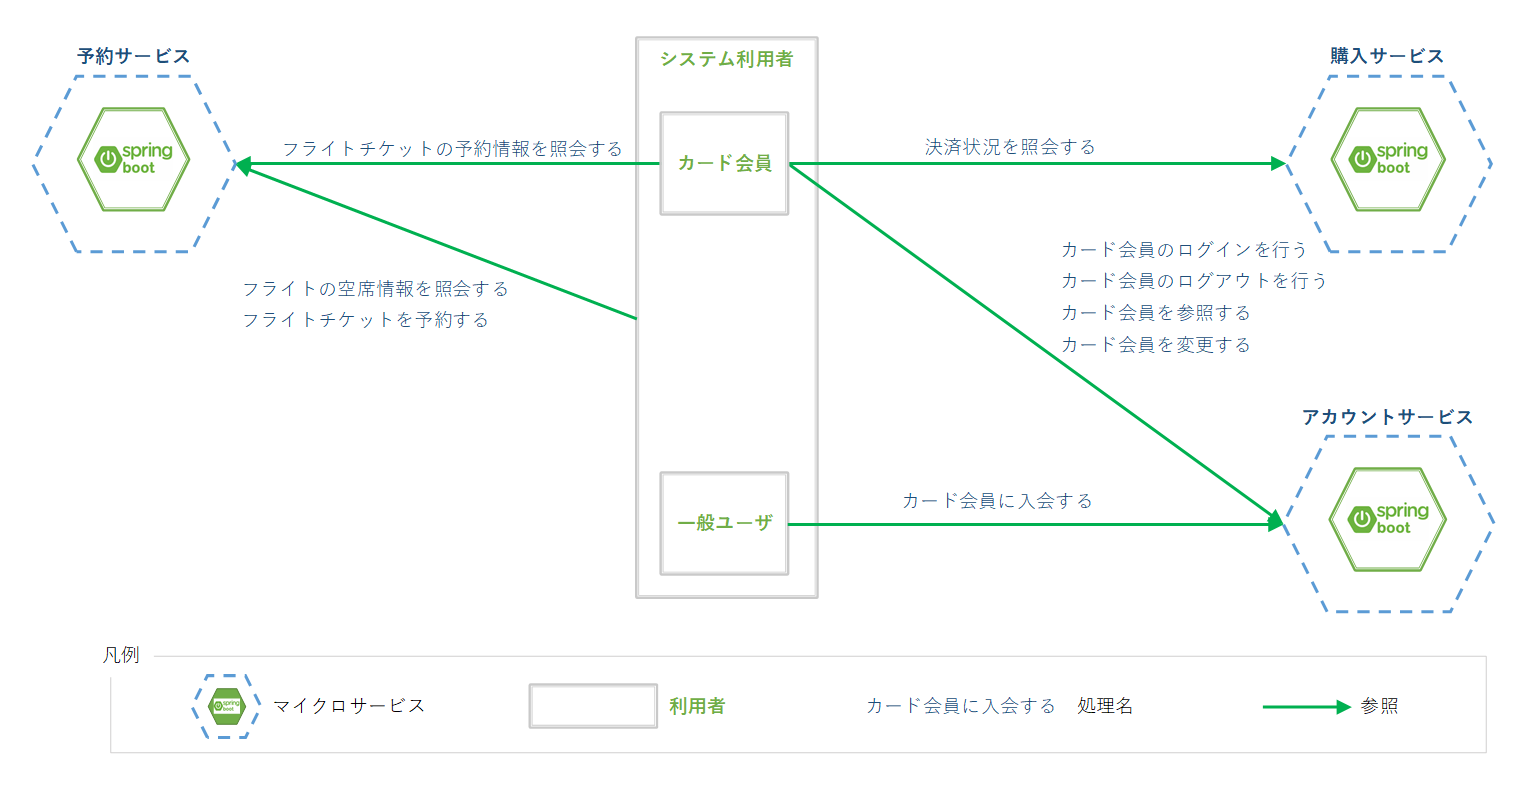 予約サービス
spring
boot
システム利用者
カード会員
一般ユーザ
購入サービス
spring
boot
フライトチケットの予約情報を照会する
決済状況を照会する
フライトの空席情報を照会する
フライトチケットを予約する
カード会員のログインを行う
カード会員のログアウトを行う
カード会員を参照する
カード会員を変更する
アカウントサービス
spring
boot
カード会員に入会する
凡例
spring
boot
マイクロサービス
利用者
カード会員に入会する
処理名
参照